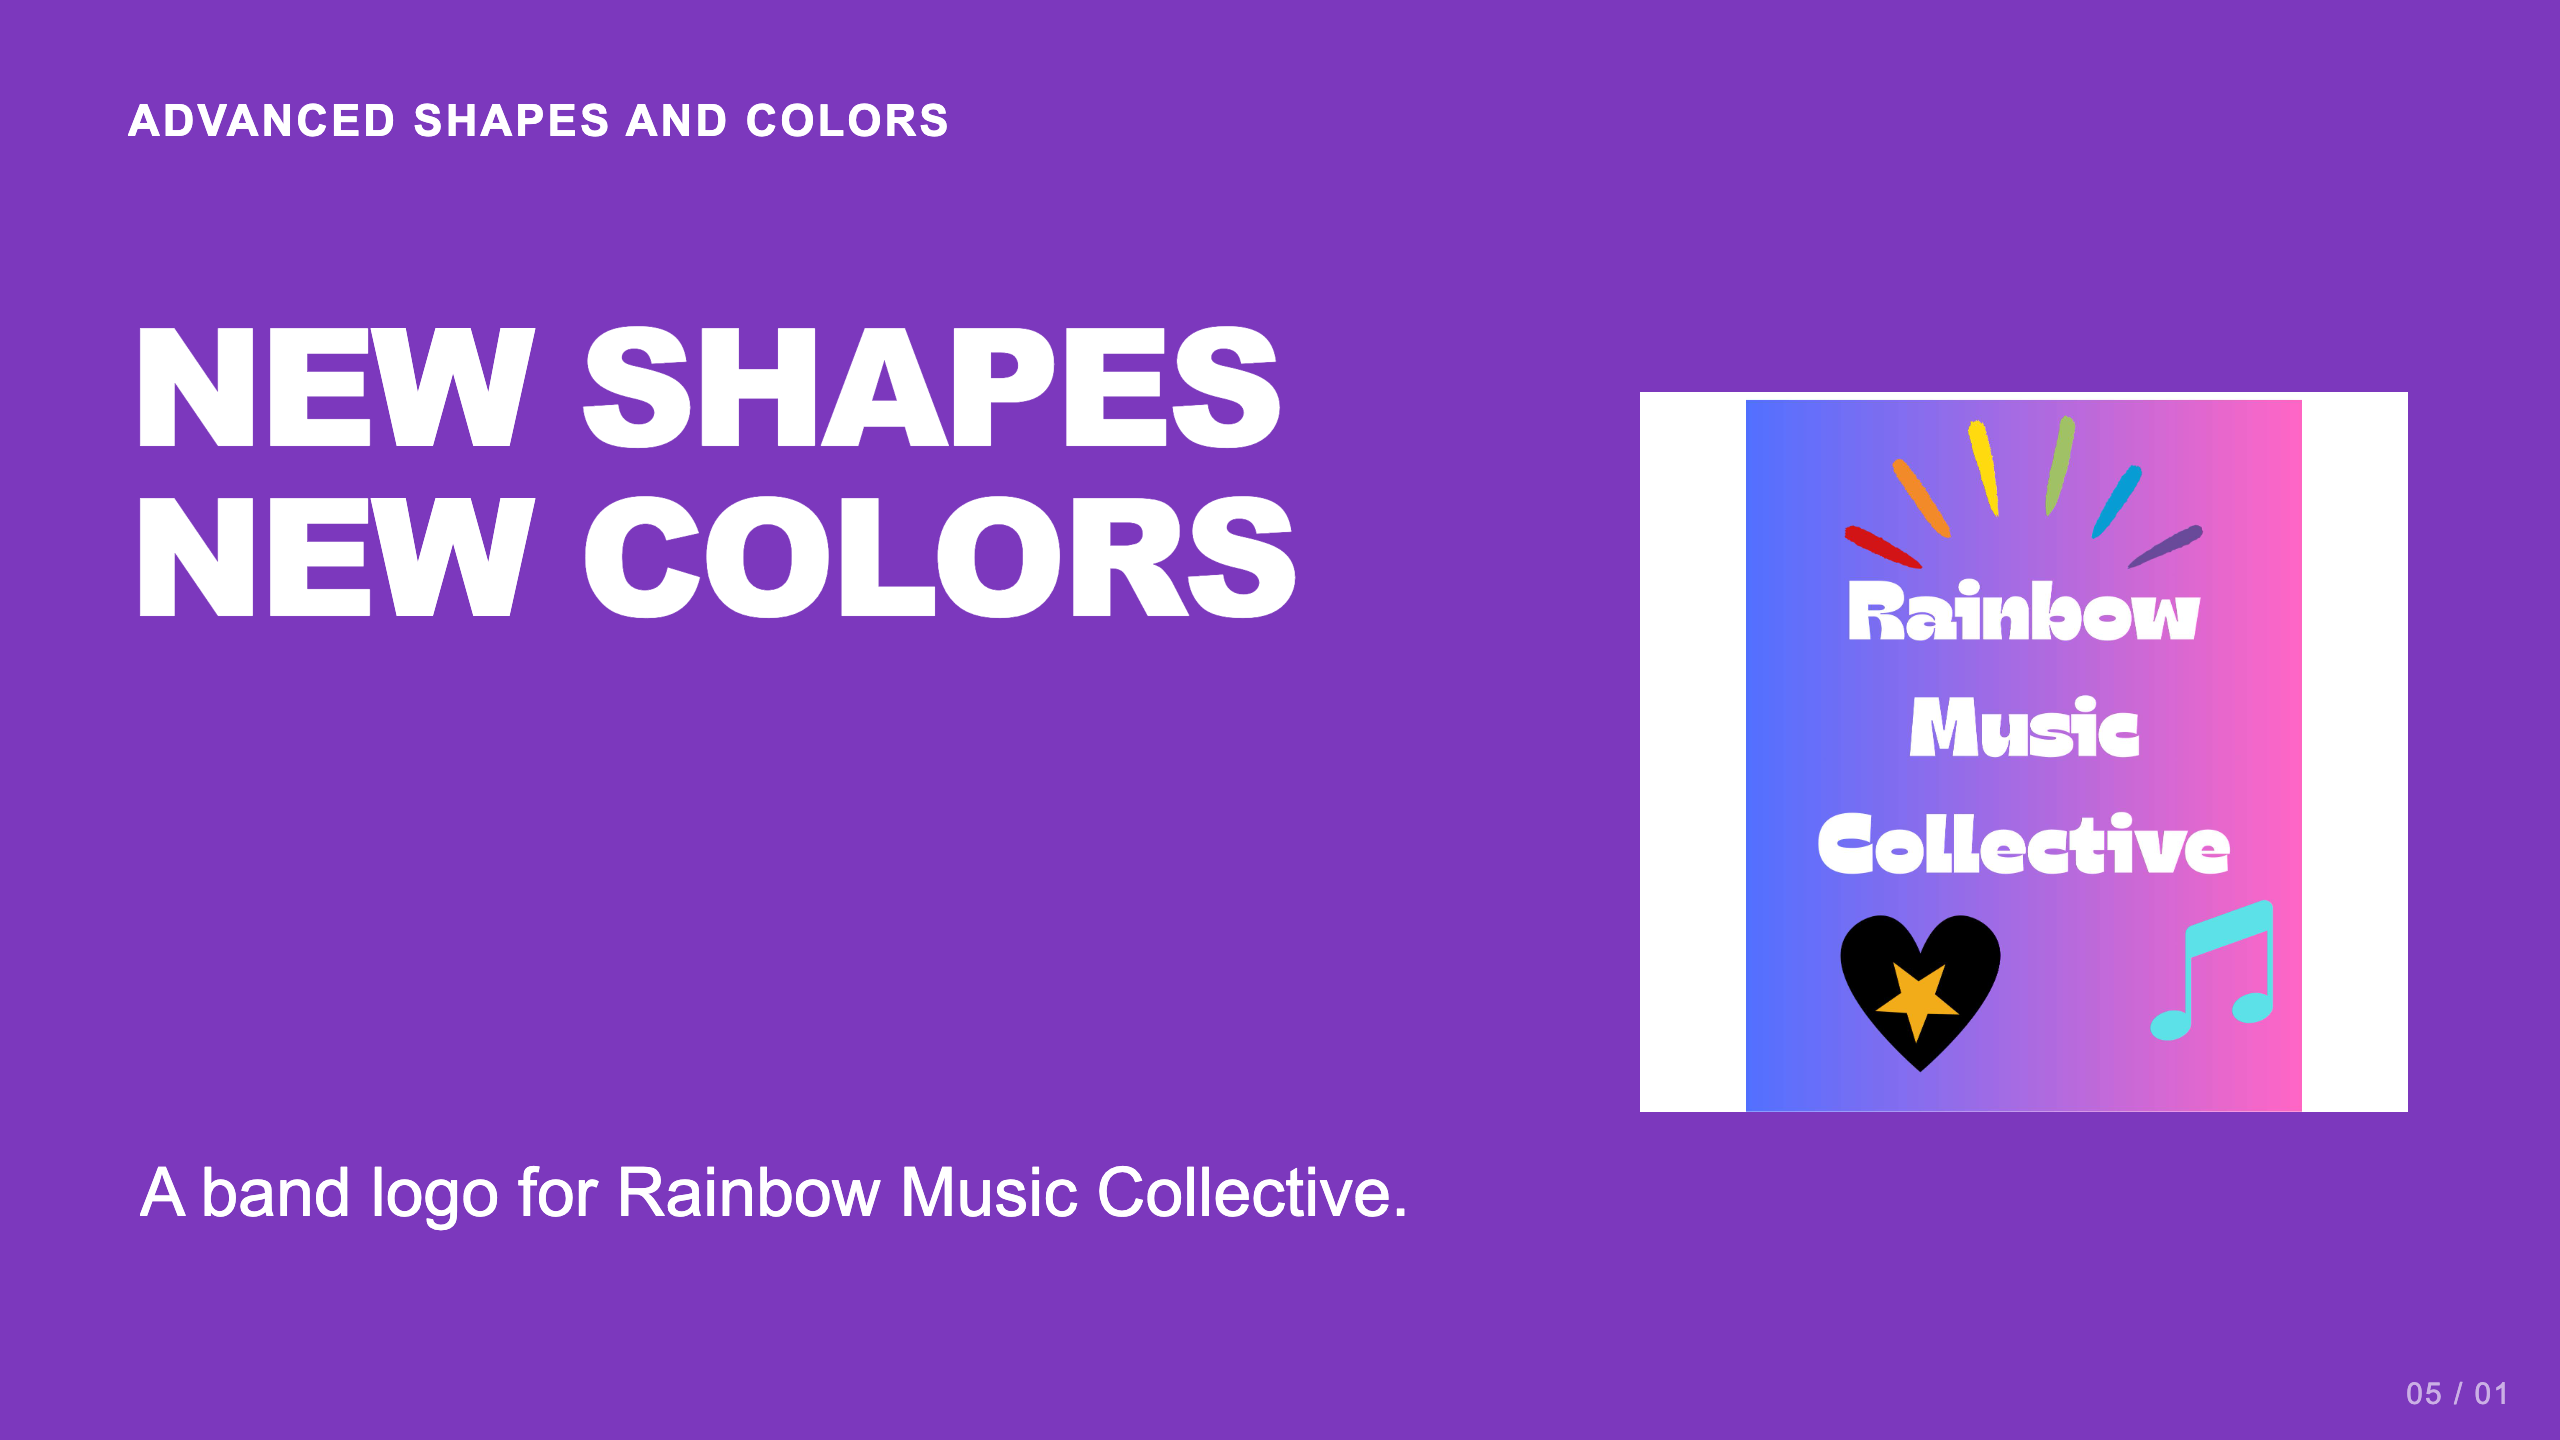 ADVANCED SHAPES AND COLORS
NEW SHAPES
NEW COLORS
Rainbow
Music
Collective
A band logo for Rainbow Music Collective.
05 / 01